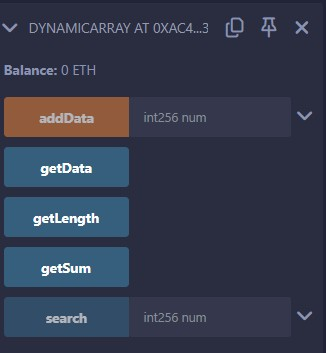 DYNAMICARRAY AT 0XAC4...3
Balance: 0 ETH
addData int256 num
getData
getLength
getSum
search int256 num